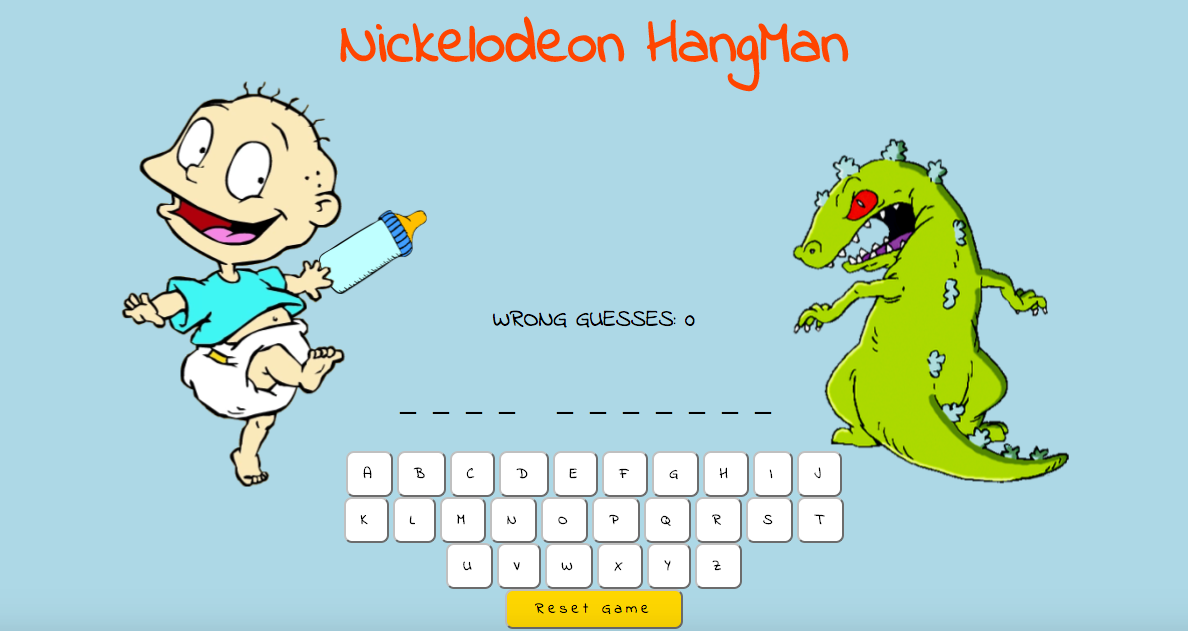 Nickelodeon HangMan
WRONG GUESSES: 0
_ _ _ _  _ _ _ _ _ _ _
A B C D E F G H I J
K L M N O P Q R S T
U V W X Y Z
Reset Game